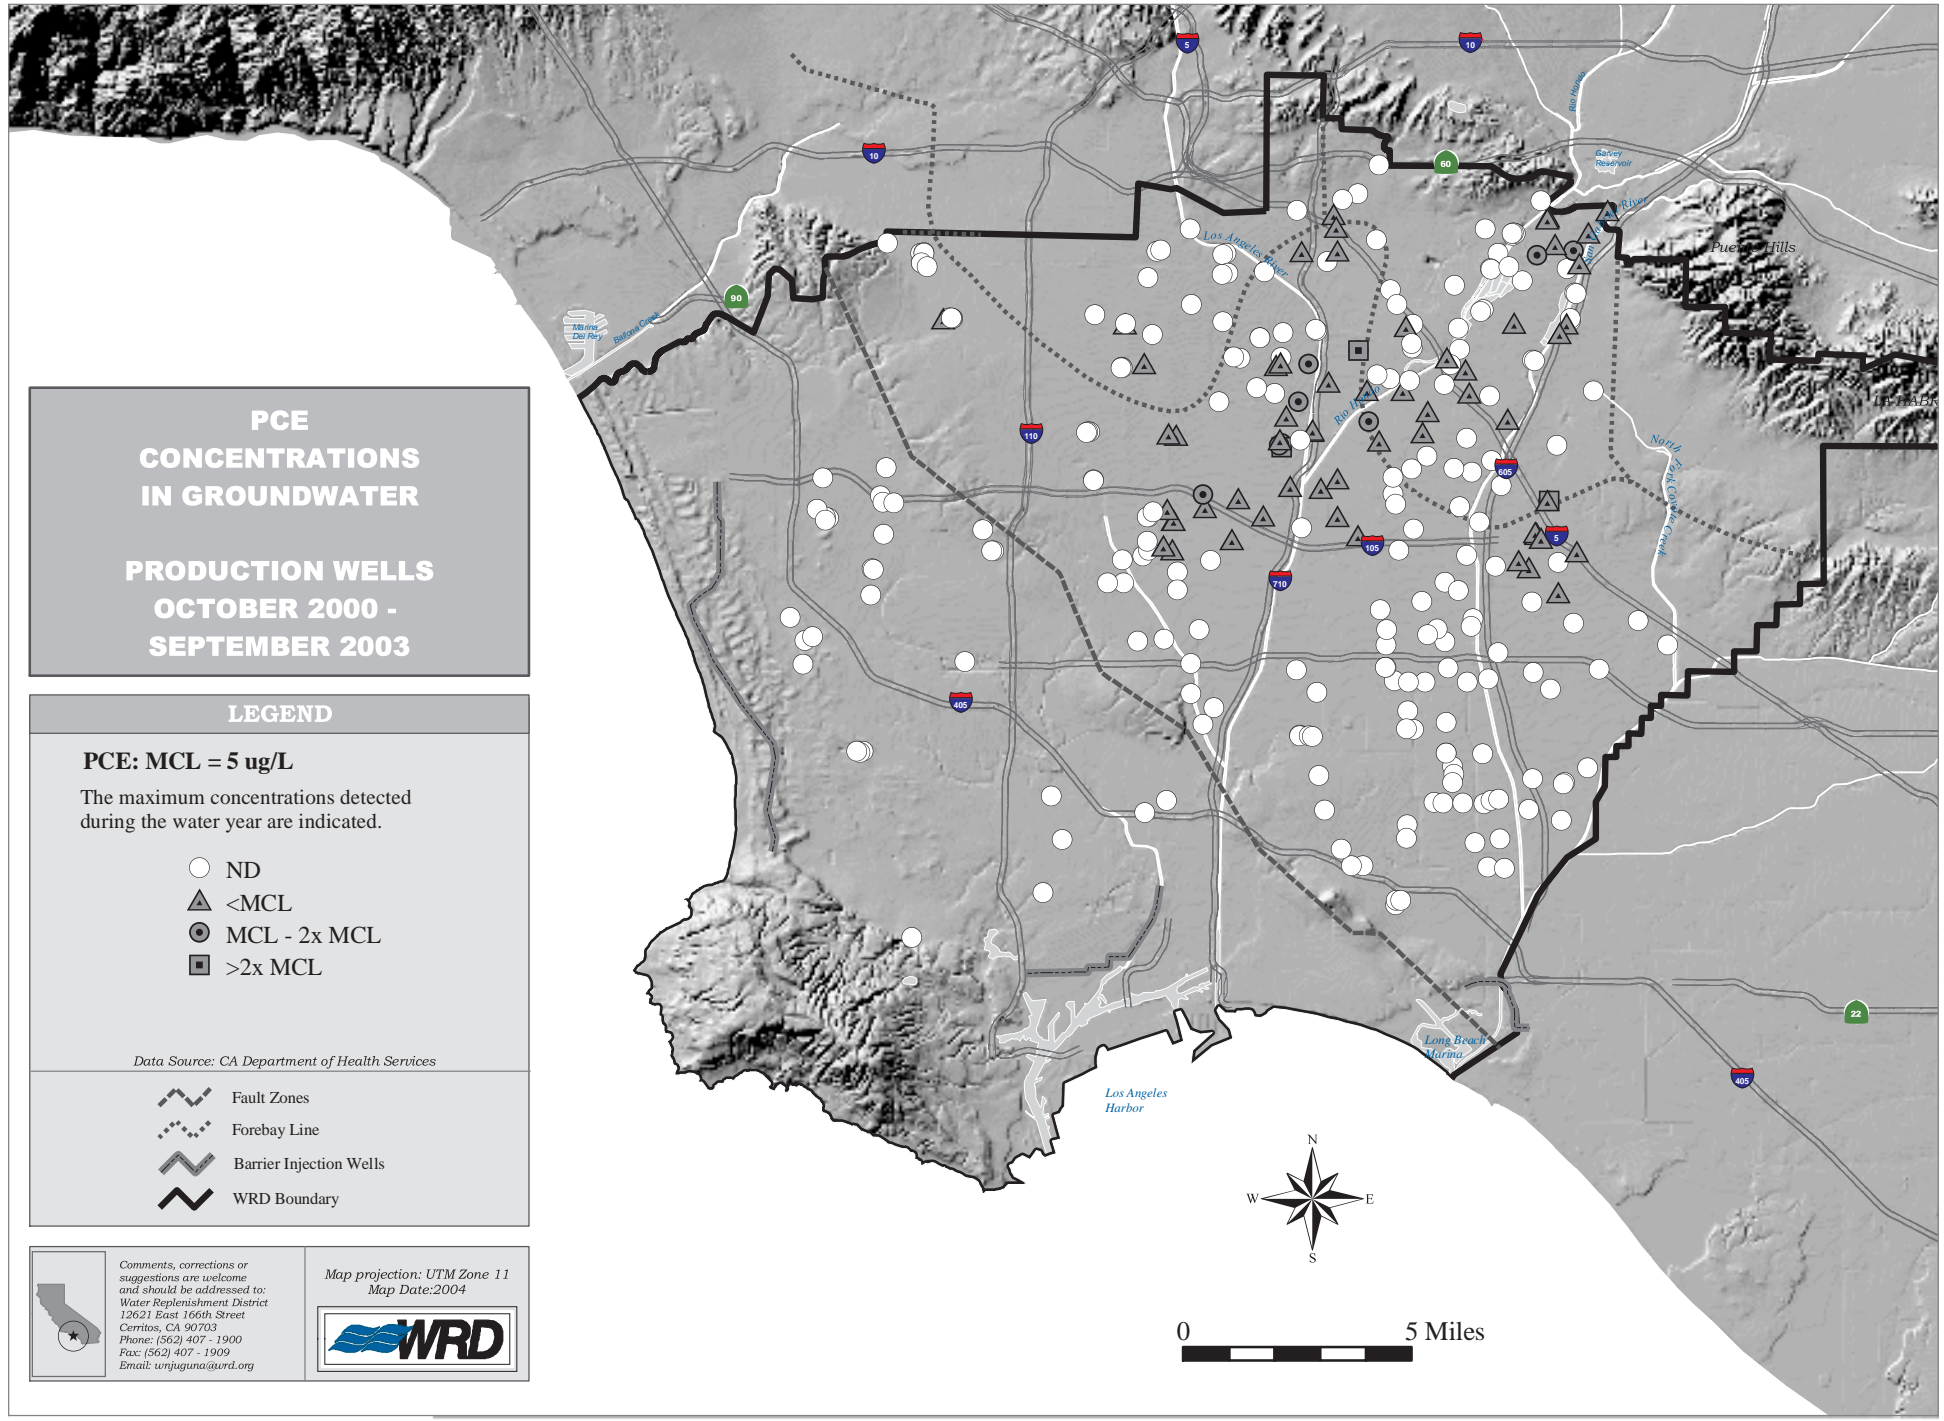 PCE
CONCENTRATIONS
IN GROUNDWATER
PRODUCTION WELLS
OCTOBER 2000 -
SEPTEMBER 2003
LEGEND
PCE: MCL = 5 ug/L
The maximum concentrations detected
during the water year are indicated.
ND
<MCL
MCL - 2x MCL
>2x MCL
Data Source: CA Department of Health Services
Fault Zones
Forebay Line
Barrier Injection Wells
WRD Boundary
Comments, corrections or
suggestions are welcome
and should be addressed to:
Water Replenishment District
12621 East 166th Street
Cerritos, CA 90703
Phone: (562) 407 - 1900
Fax: (562) 407 - 1909
Email: wnjuguna@wrd.org
Map projection: UTM Zone 11
Map Date:2004
WRD
5
10
Rio Hondo
10
60
Garvey
Reservoir
River
Los Angeles River
Puente Hills
90
Marina
Del Rey
Ballona Creek
Rio Hondo
110
North Fork Coyote Creek
605
5
105
710
405
22
Long Beach
Marina
405
Los Angeles
Harbor
N
W
E
S
0
5 Miles